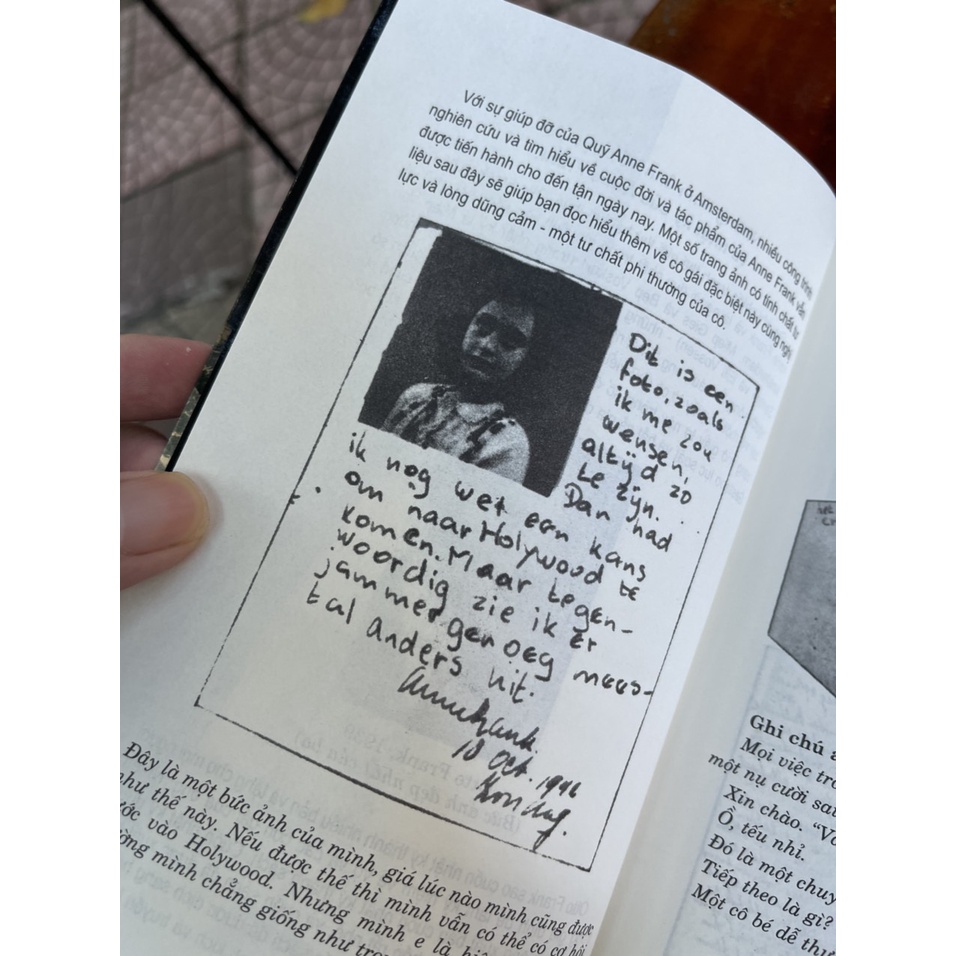 Với sự giúp đỡ của Quỹ Anne Frank ở Amsterdam, nhiều công trình
nghiên cứu và tìm hiểu về cuộc đời và tác phẩm của Anne Frank vẫn
được tiến hành cho đến tận ngày nay. Một số trang ảnh có tính chất tư
liệu sau đây sẽ giúp bạn đọc hiểu thêm về cô gái đặc biệt này cùng nghị
lực và lòng dũng cảm - một tư chất phi thường của cô.
Dit is een
foto, zoals
ik me zou
wensen,
altijd zo
te zijn.
Dan had
ik nog wel een kans
om naar Holywood te
komen. Maar tegen-
woordig zie ik er
jammer genoeg mees-
tal anders uit.
Annefrank.
10 Oct. 1942
Đây là một bức ảnh của mình, giá lúc nào mình cũng được
như thế này. Nếu được thế thì mình vẫn có thể có cơ hội
vào Holywood. Nhưng mình e là
mình chẳng giống như
Ghi chú
Mọi việc
một nụ cười
Xin chào.
Ồ, tếu nhỉ.
Đó là một
Tiếp theo là gì?
Một cô bé dễ